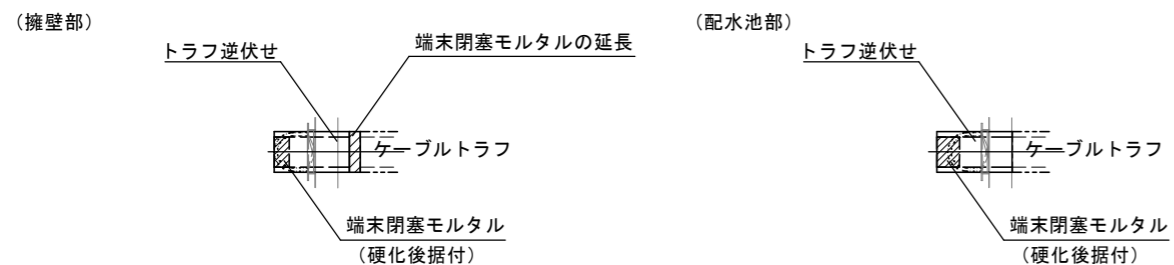 （擁壁部）
トラフ逆伏せ
端末閉塞モルタルの延長
ケーブルトラフ
端末閉塞モルタル
（硬化後据付）
（配水池部）
トラフ逆伏せ
ケーブルトラフ
端末閉塞モルタル
（硬化後据付）